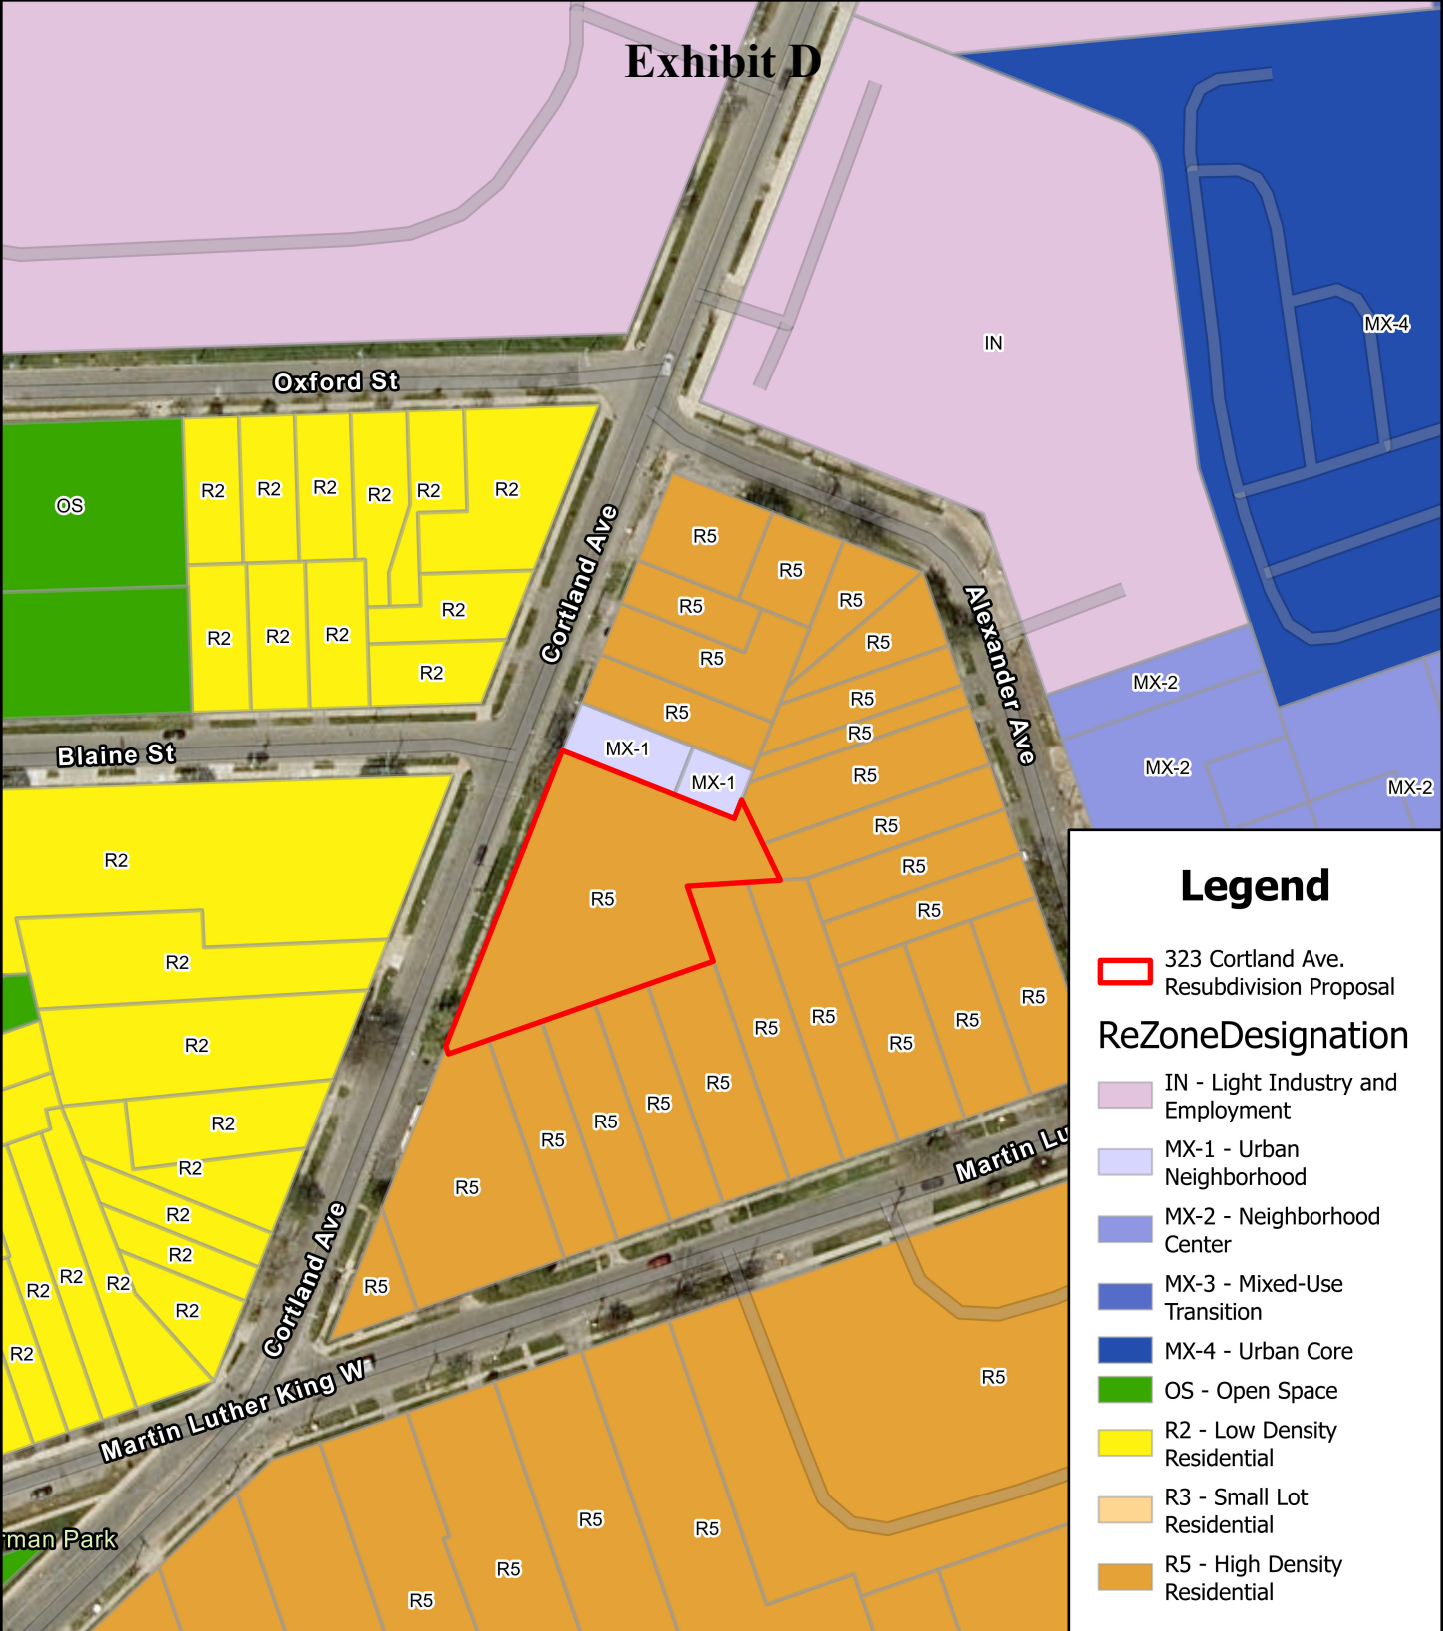 Exhibit D
IN
MX-4
Oxford St
OS
R2
R2
R2
R2
R2
R2
R2
R2
R2
R2
R2
Cortland Ave
R5
R5
R5
R5
R5
R5
R5
R5
R5
R5
R5
R5
R5
Alexander Ave
MX-2
MX-2
MX-2
Blaine St
MX-1
MX-1
R5
R2
R2
R2
R2
R2
R2
R2
R2
R2
R2
R2
R2
R5
R5
R5
R5
R5
R5
R5
R5
R5
R5
R5
Cortland Ave
Martin Luther King W
Martin Lu
R5
R5
R5
R5
R5
rman Park
Legend
323 Cortland Ave.
Resubdivision Proposal
ReZoneDesignation
IN - Light Industry and
Employment
MX-1 - Urban
Neighborhood
MX-2 - Neighborhood
Center
MX-3 - Mixed-Use
Transition
MX-4 - Urban Core
OS - Open Space
R2 - Low Density
Residential
R3 - Small Lot
Residential
R5 - High Density
Residential